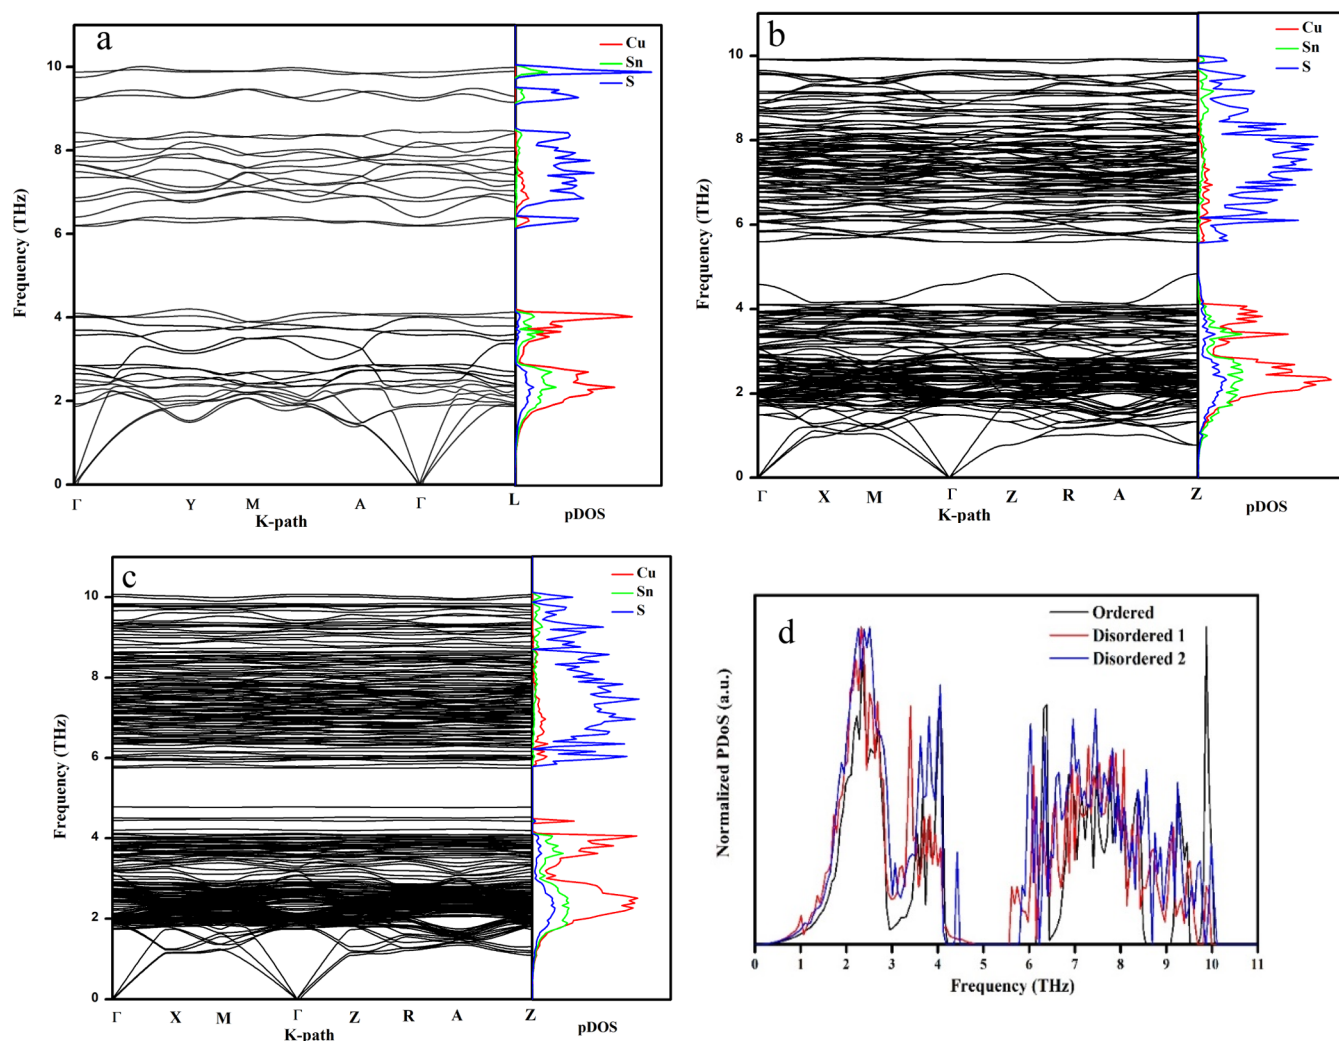 a
Cu
Sn
S
10
8
6
4
2
0
Frequency (THz)
Γ Y M A Γ L
K-path
pDOS
b
Cu
Sn
S
10
8
6
4
2
0
Frequency (THz)
Γ X M Γ Z R A Z
K-path
pDOS
c
Cu
Sn
S
10
8
6
4
2
0
Frequency (THz)
Γ X M Γ Z R A Z
K-path
pDOS
d
Ordered
Disordered 1
Disordered 2
Normalized PDoS (a.u.)
0 1 2 3 4 5 6 7 8 9 10 11
Frequency (THz)